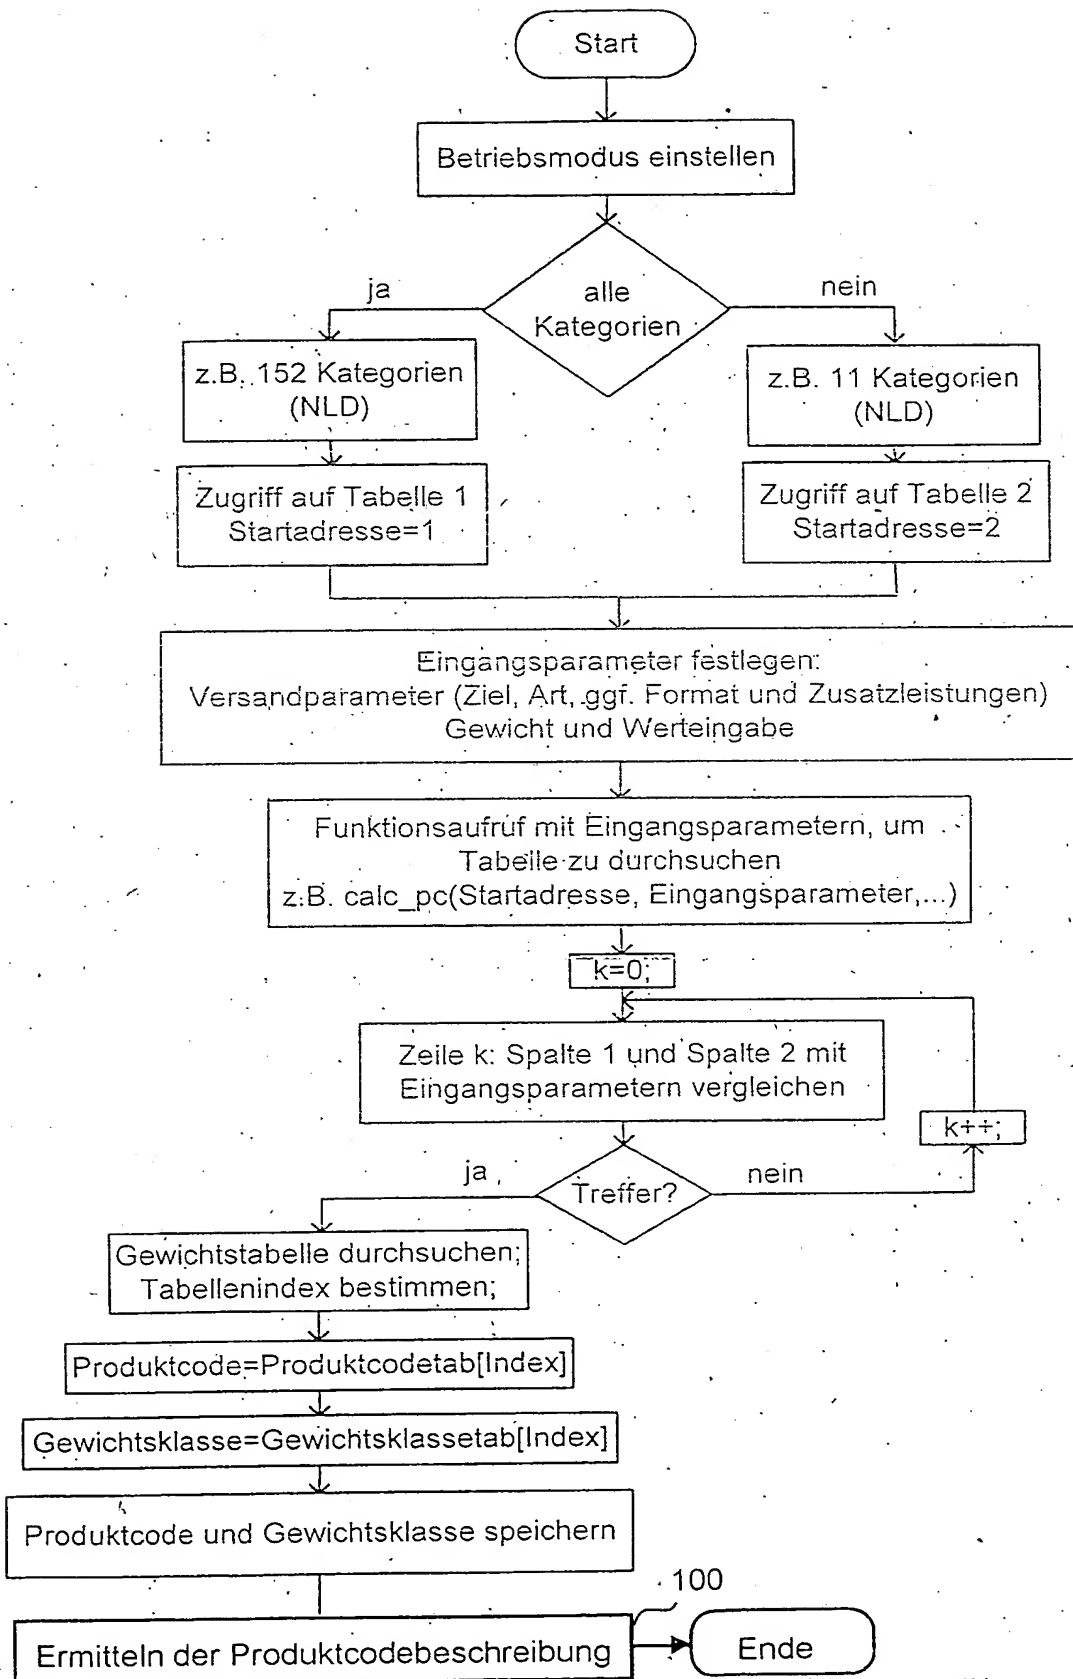 Start
Betriebsmodus einstellen
alle
Kategorien
ja
nein
z.B. 152 Kategorien
(NLD)
z.B. 11 Kategorien
(NLD)
Zugriff auf Tabelle 1
Startadresse=1
Zugriff auf Tabelle 2
Startadresse=2
Eingangsparameter festlegen:
Versandparameter (Ziel, Art, ggf. Format und Zusatzleistungen)
Gewicht und Werteingabe
Funktionsaufruf mit Eingangsparametern, um
Tabelle zu durchsuchen
z.B. calc_pc(Startadresse, Eingangsparameter,...)
k=0;
Zeile k: Spalte 1 und Spalte 2 mit
Eingangsparametern vergleichen
k++;
ja
Treffer?
nein
Gewichtstabelle durchsuchen;
Tabellenindex bestimmen;
Produktcode=Produktcodetab[Index]
Gewichtsklasse=Gewichtsklassetab[Index]
Produktcode und Gewichtsklasse speichern
100
Ermitteln der Produktcodebeschreibung
Ende